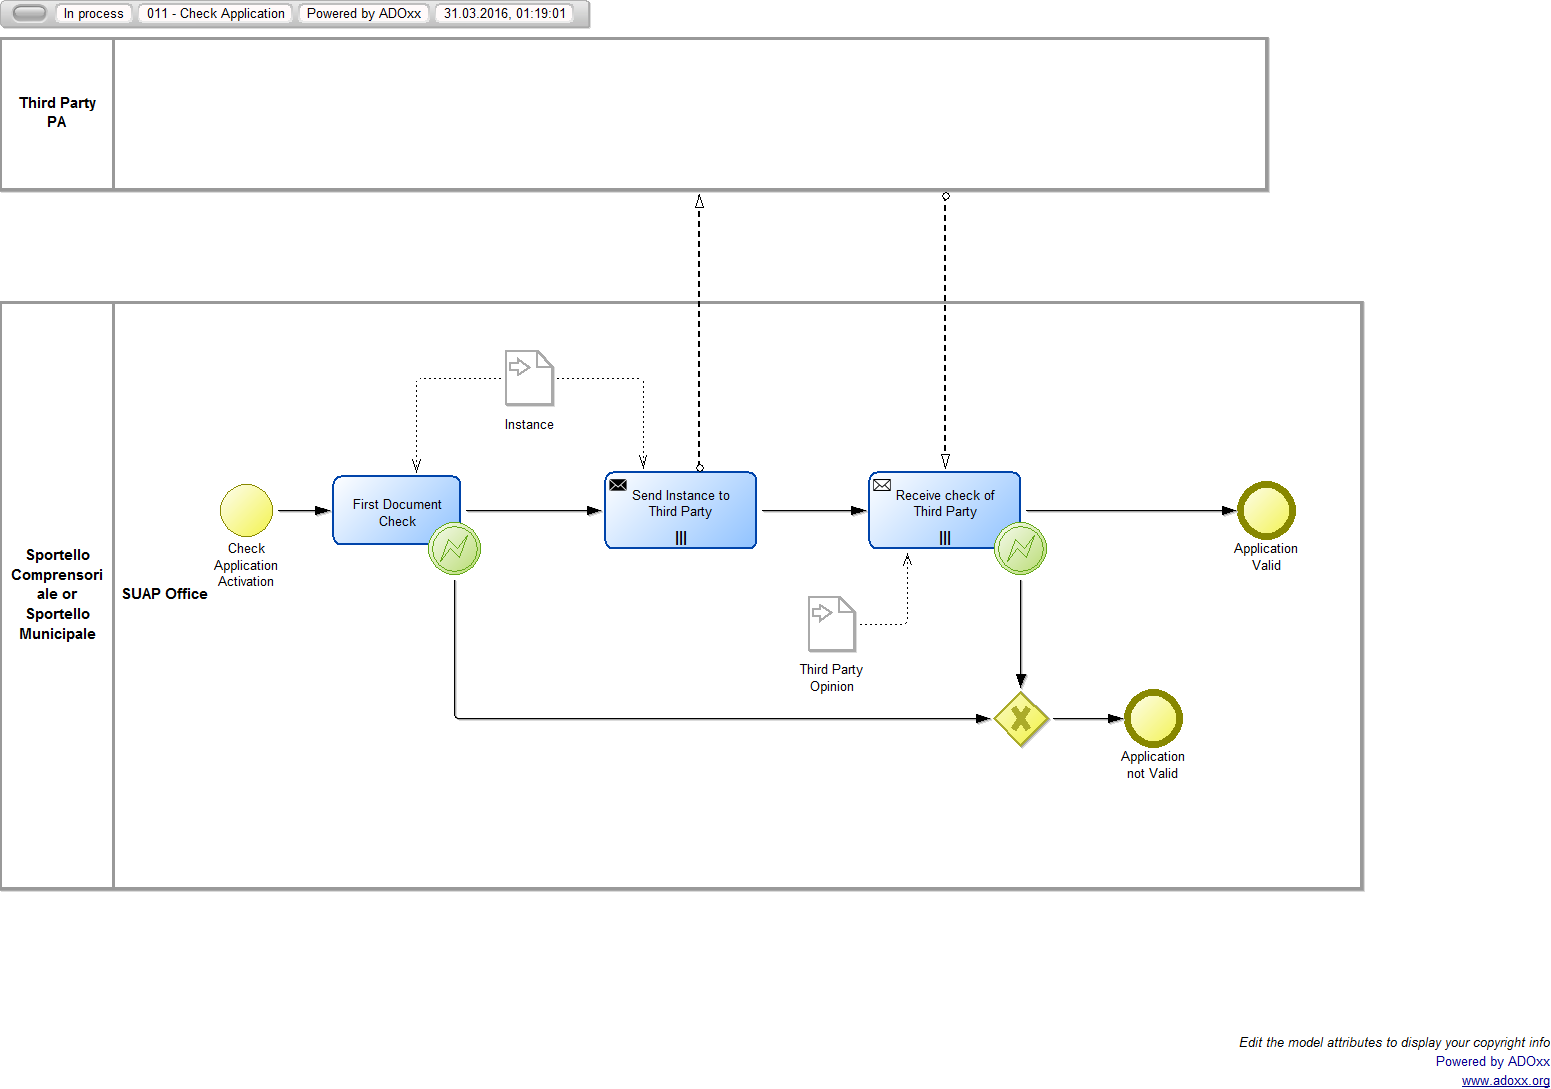 In process
011 - Check Application
Powered by ADOxx
31.03.2016, 01:19:01
Third Party
PA
Instance
First Document
Check
Send Instance to
Third Party
Receive check of
Third Party
Check
Application
Activation
Application
Valid
Sportello
Comprensori
ale or
Sportello
Municipale
SUAP Office
Third Party
Opinion
Application
not Valid
Edit the model attributes to display your copyright info
Powered by ADOxx
www.adoxx.org